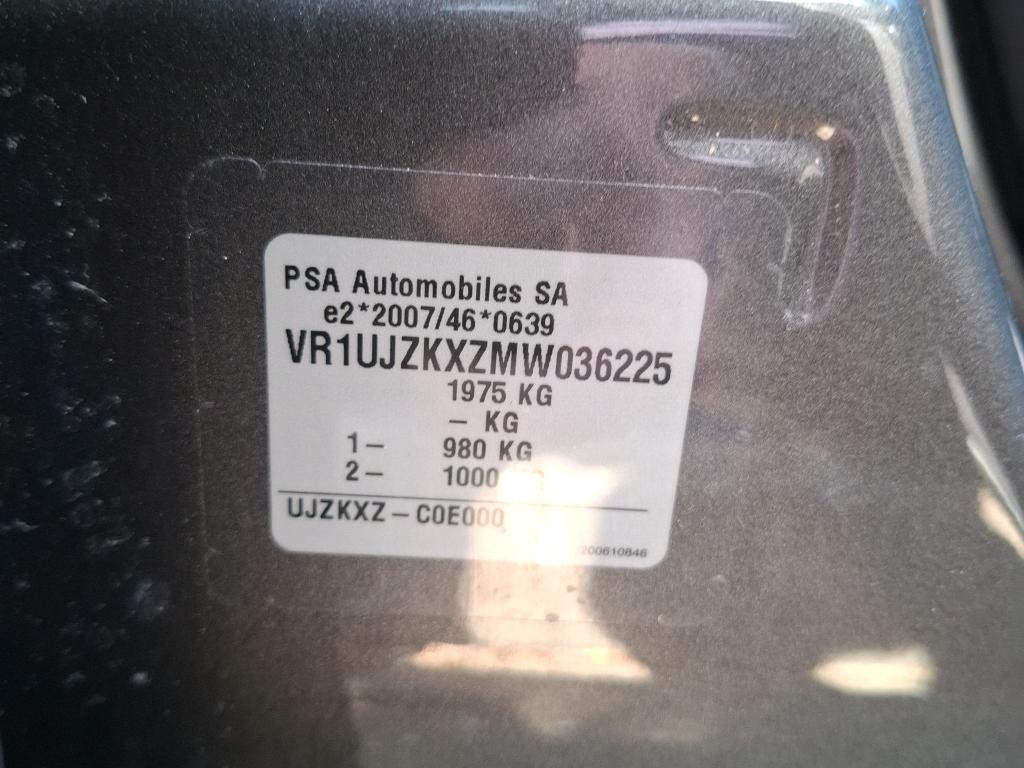 PSA Automobiles SA
e2*2007/46*0639
VR1UJZKXZMW036225
1975 KG
– KG
1– 980 KG
2– 1000 KG
UJZKXZ – C0E000
200610846